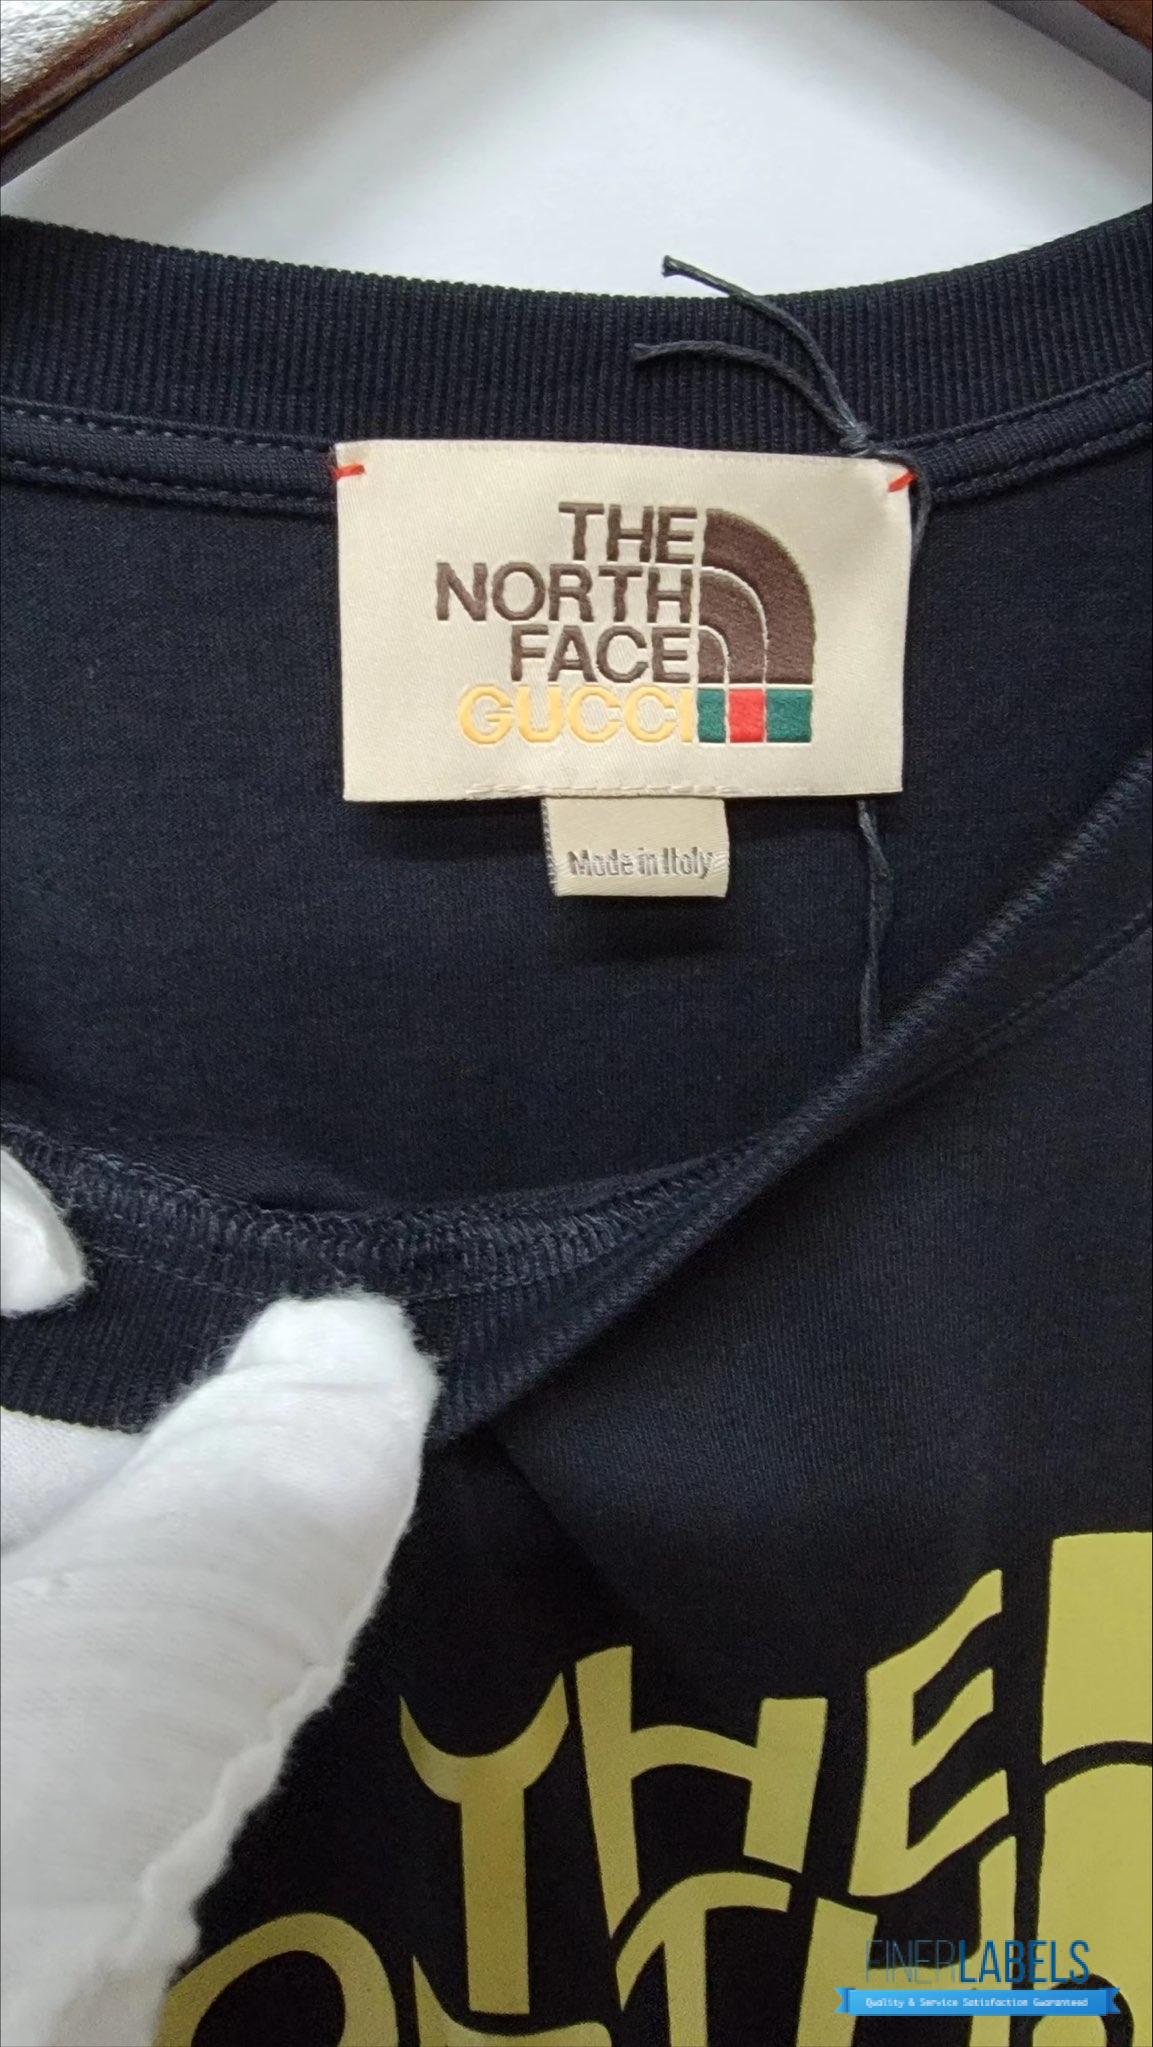 THE
NORTH
FACE
GUCCI
Made in Italy
THE
FINERLABELS
Quality & Service Satisfaction Guaranteed